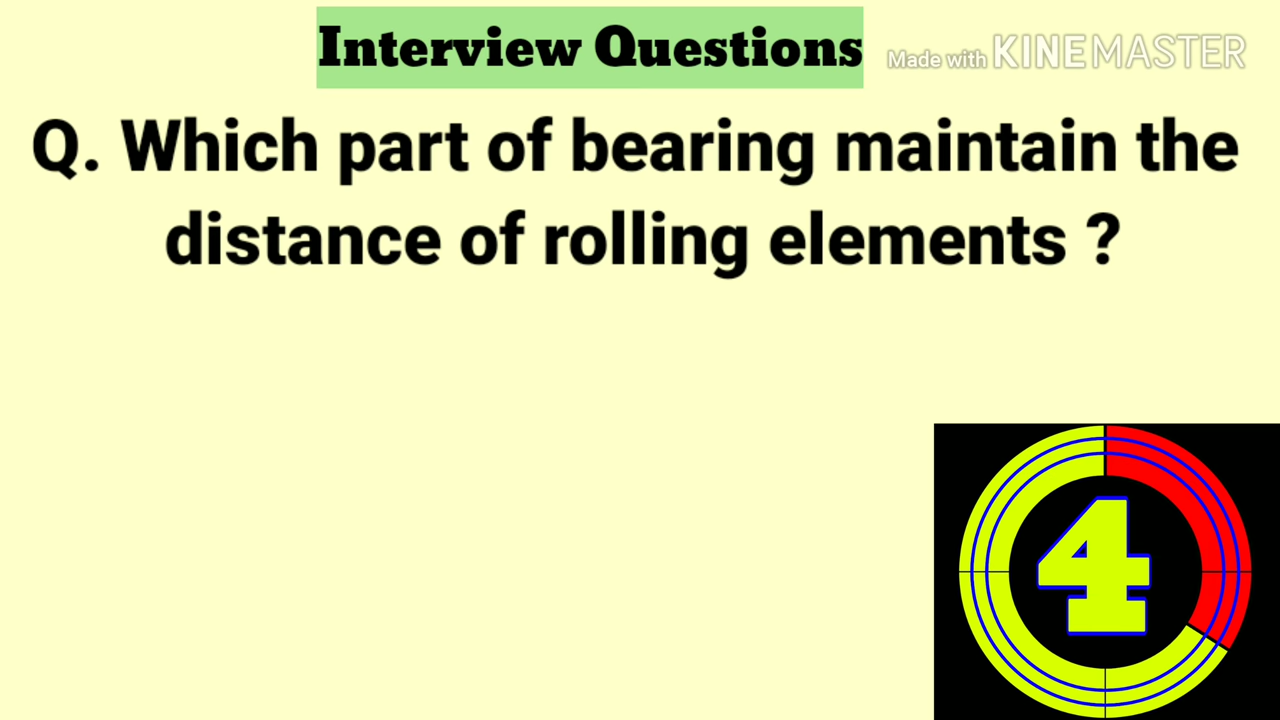 Interview Questions
Made with KINEMASTER
Q. Which part of bearing maintain the
distance of rolling elements ?
4